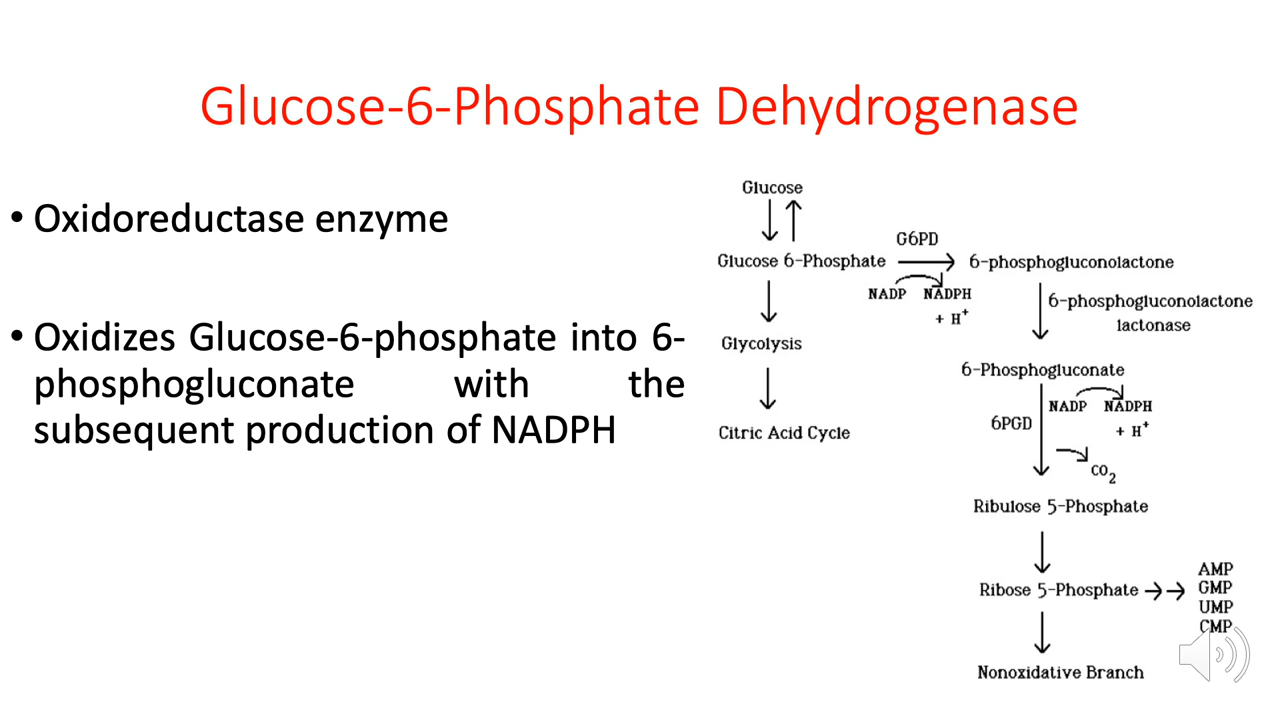 Glucose-6-Phosphate Dehydrogenase
• Oxidoreductase enzyme
• Oxidizes Glucose-6-phosphate into 6-
phosphogluconate with the
subsequent production of NADPH
Glucose
Glucose 6-Phosphate
G6PD
6-phosphogluconolactone
NADP NADPH
+ H⁺
6-phosphogluconolactone
lactonase
Glycolysis
6-Phosphogluconate
NADP NADPH
+ H⁺
6PGD
Citric Acid Cycle
CO₂
Ribulose 5-Phosphate
Ribose 5-Phosphate
AMP
GMP
UMP
CMP
Nonoxidative Branch